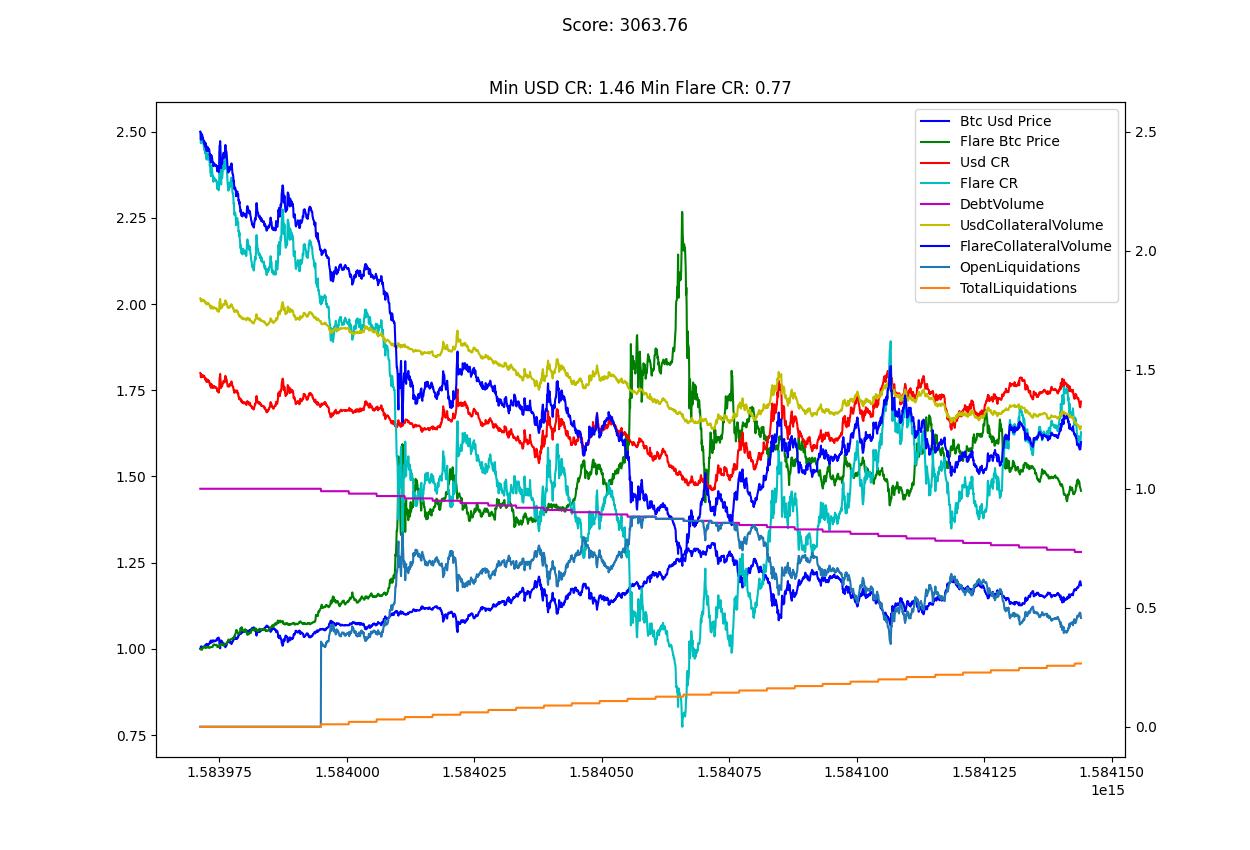 Score: 3063.76
Min USD CR: 1.46 Min Flare CR: 0.77
2.50
2.25
2.00
1.75
1.50
1.25
1.00
0.75
Btc Usd Price
Flare Btc Price
Usd CR
Flare CR
DebtVolume
UsdCollateralVolume
FlareCollateralVolume
OpenLiquidations
TotalLiquidations
2.5
2.0
1.5
1.0
0.5
0.0
1.583975 1.584000 1.584025 1.584050 1.584075 1.584100 1.584125 1.584150
1e15